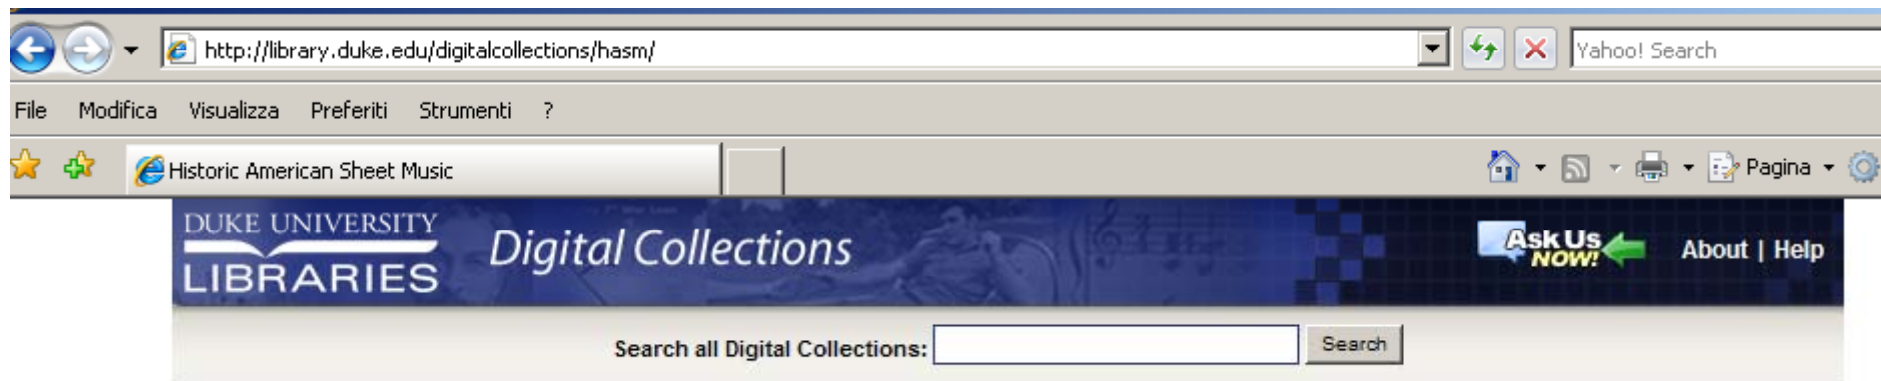 http://library.duke.edu/digitalcollections/hasm/ Yahoo! Search
File Modifica Visualizza Preferiti Strumenti ?
Historic American Sheet Music Pagina
DUKE UNIVERSITY
LIBRARIES
Digital Collections
Ask Us
NOW!
About | Help
Search all Digital Collections: Search